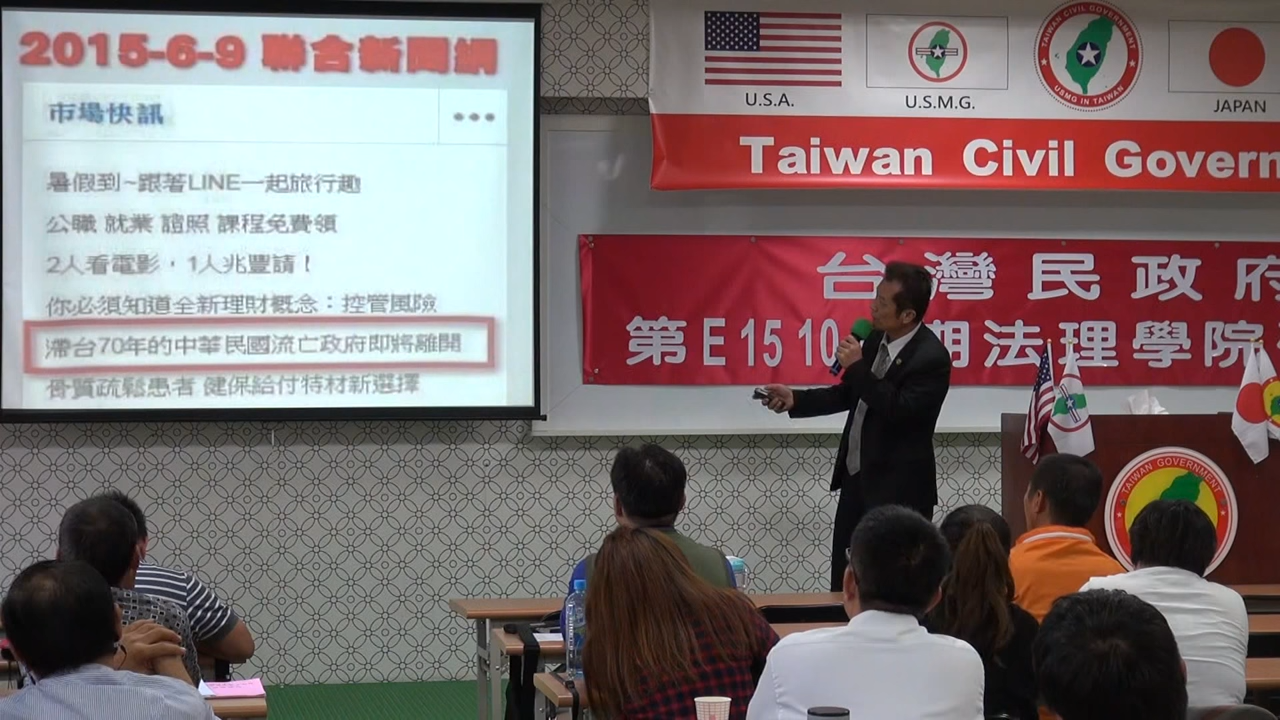 2015-6-9 聯合新聞網
市場快訊
暑假到~跟著LINE一起旅行趣
公職 就業 證照 課程免費領
2人看電影，1人兆豐請！
你必須知道全新理財概念：控管風險
滯台70年的中華民國流亡政府即將離開
骨質疏鬆患者 健保給付特材新選擇
U.S.A.
U.S.M.G.
TAIWAN CIVIL GOVERNMENT
USMG IN TAIWAN
JAPAN
Taiwan Civil Govern
台灣民政府
第E1510 期法理學院
TAIWAN GOVERNMENT